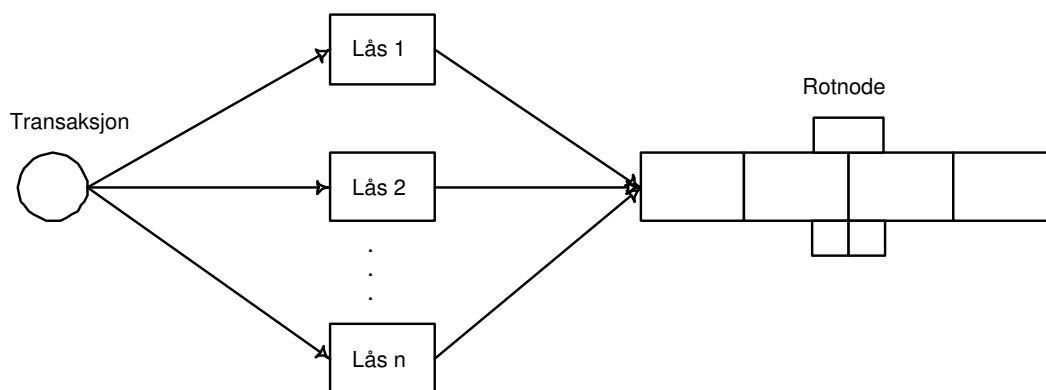 Lås 1
Rotnode
Transaksjon
Lås 2
.
.
.
Lås n